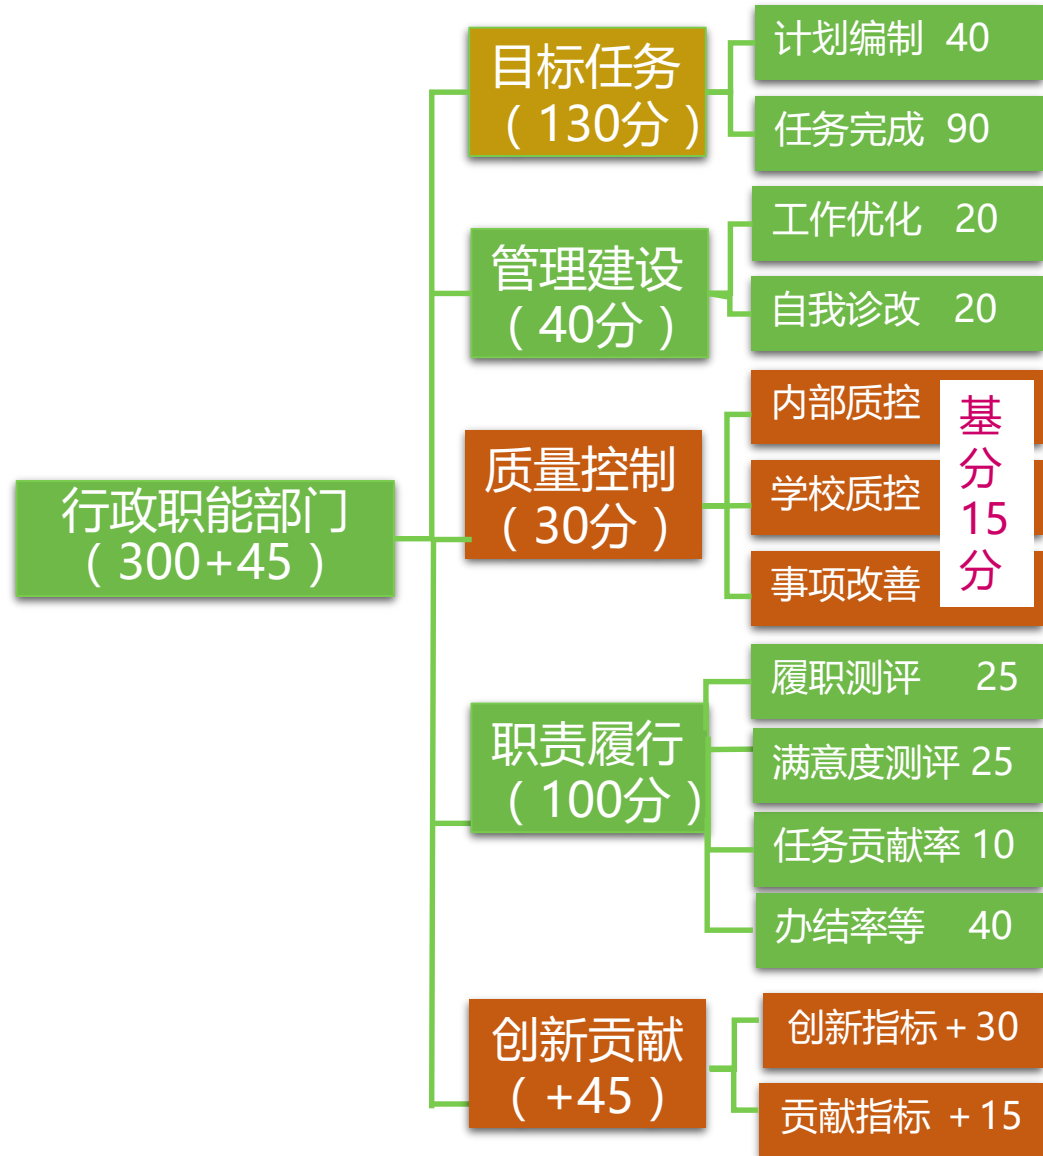 行政职能部门
（300+45）
目标任务
（130分）
计划编制 40
任务完成 90
管理建设
（40分）
工作优化 20
自我诊改 20
质量控制
（30分）
内部质控
学校质控
事项改善
基
分
15
分
职责履行
（100分）
履职测评 25
满意度测评 25
任务贡献率 10
办结率等 40
创新贡献
（+45）
创新指标 + 30
贡献指标 + 15